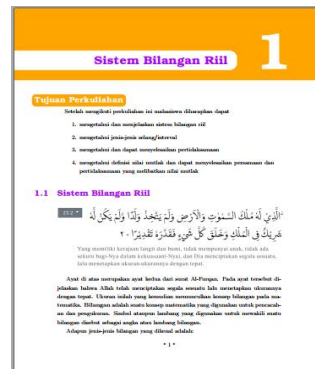 1
Sistem Bilangan Riil
Tujuan Perkuliahan
Setelah mengikuti perkuliahan ini mahasiswa diharapkan dapat
1. mengetahui dan menjelaskan sistem bilangan riil
2. mengetahui jenis-jenis selang/interval
3. mengetahui dan dapat menyelesaikan pertidaksamaan
4. mengetahui definisi nilai mutlak dan dapat menyelesaikan persamaan dan
pertidaksamaan yang melibatkan nilai mutlak
1.1 Sistem Bilangan Riil
ۨالَّذِيْ لَهٗ مُلْكُ السَّمٰوٰتِ وَالْاَرْضِ وَلَمْ يَتَّخِذْ وَلَدًا وَّلَمْ يَكُنْ لَّهٗ
شَرِيْكٌ فِى الْمُلْكِ وَخَلَقَ كُلَّ شَيْءٍ فَقَدَّرَهٗ تَقْدِيْرًا ٢
Yang memiliki kerajaan langit dan bumi, tidak mempunyai anak, tidak ada
sekutu bagi-Nya dalam kekuasaan-Nya, dan Dia menciptakan segala sesuatu,
lalu menetapkan ukuran-ukurannya dengan tepat.
Ayat di atas merupakan ayat kedua dari surat Al-Furqan. Pada ayat tersebut di-
jelaskan bahwa Allah telah menciptakan segala sesuatu lalu menetapkan ukurannya
dengan tepat. Ukuran inilah yang kemudian memunculkan konsep bilangan pada ma-
tematika. Bilangan adalah suatu konsep matematika yang digunakan untuk pencacah-
an dan pengukuran. Simbol ataupun lambang yang digunakan untuk mewakili suatu
bilangan disebut sebagai angka atau lambang bilangan.
Adapun jenis-jenis bilangan yang dikenal adalah:
• 1 •